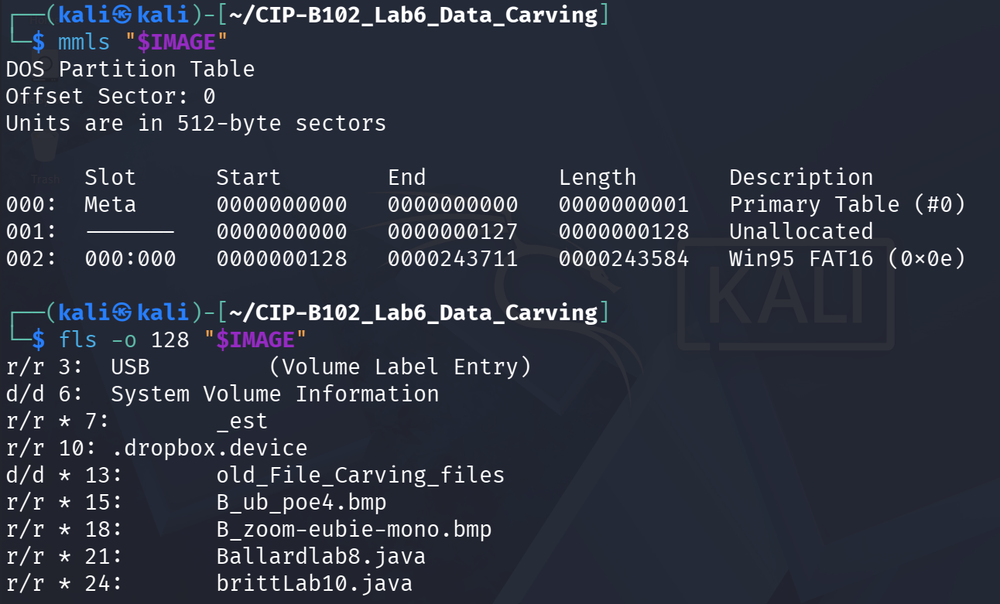 ┌──(kali㉿kali)-[~/CIP-B102_Lab6_Data_Carving]
└─$ mmls "$IMAGE"
DOS Partition Table
Offset Sector: 0
Units are in 512-byte sectors

      Slot      Start        End          Length       Description
000:  Meta      0000000000   0000000000   0000000001   Primary Table (#0)
001:  -------   0000000000   0000000127   0000000128   Unallocated
002:  000:000   0000000128   0000243711   0000243584   Win95 FAT16 (0x0e)

┌──(kali㉿kali)-[~/CIP-B102_Lab6_Data_Carving]
└─$ fls -o 128 "$IMAGE"
r/r 3:  USB         (Volume Label Entry)
d/d 6:  System Volume Information
r/r * 7:        _est
r/r 10: .dropbox.device
d/d * 13:       old_File_Carving_files
r/r * 15:       B_ub_poe4.bmp
r/r * 18:       B_zoom-eubie-mono.bmp
r/r * 21:       Ballardlab8.java
r/r * 24:       brittLab10.java
Trash
KALI